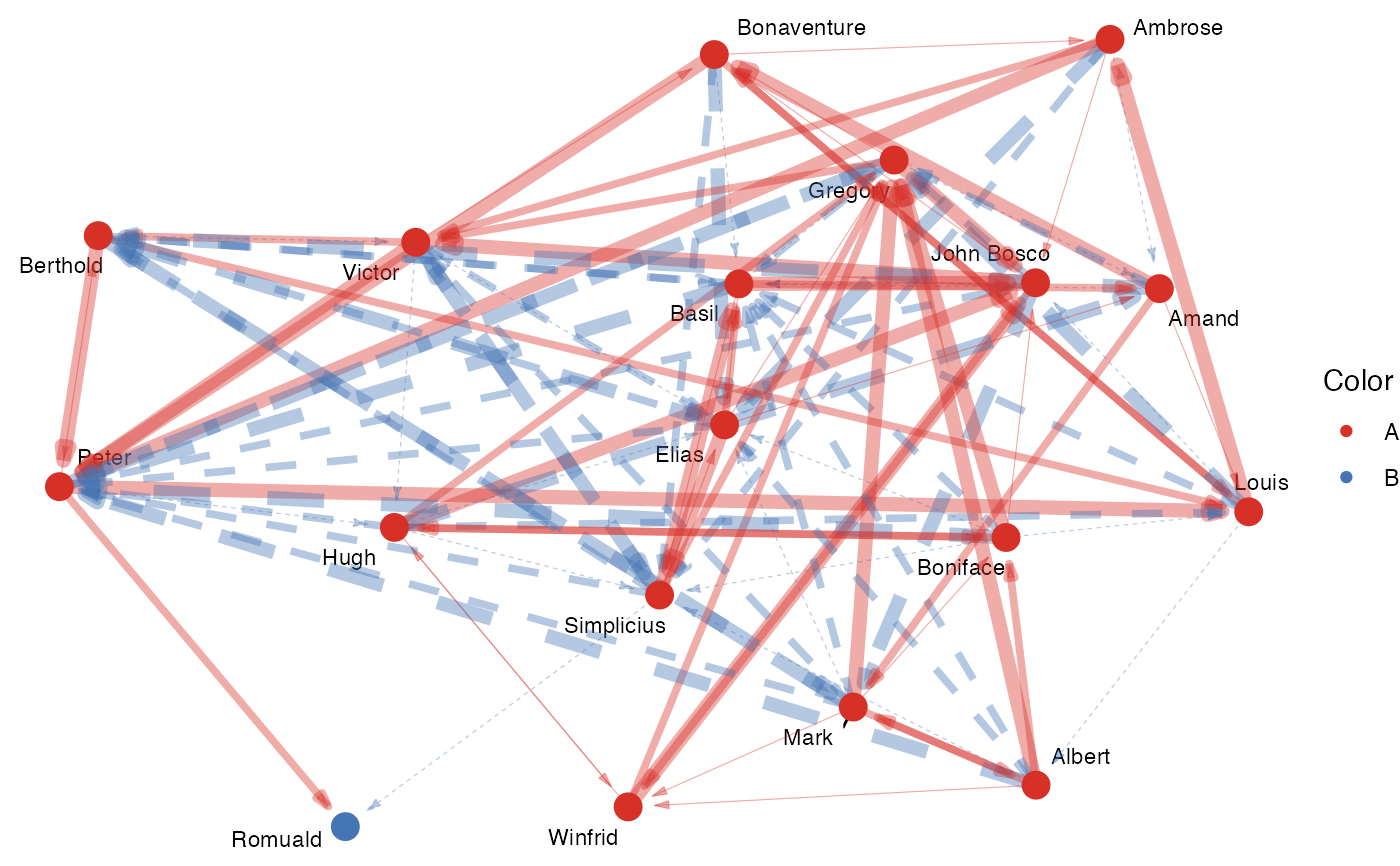 Bonaventure
Ambrose
Gregory
John Bosco
Berthold
Victor
Basil
Amand
Color
A
B
Peter
Elias
Louis
Hugh
Boniface
Simplicius
Mark
Albert
Romuald
Winfrid